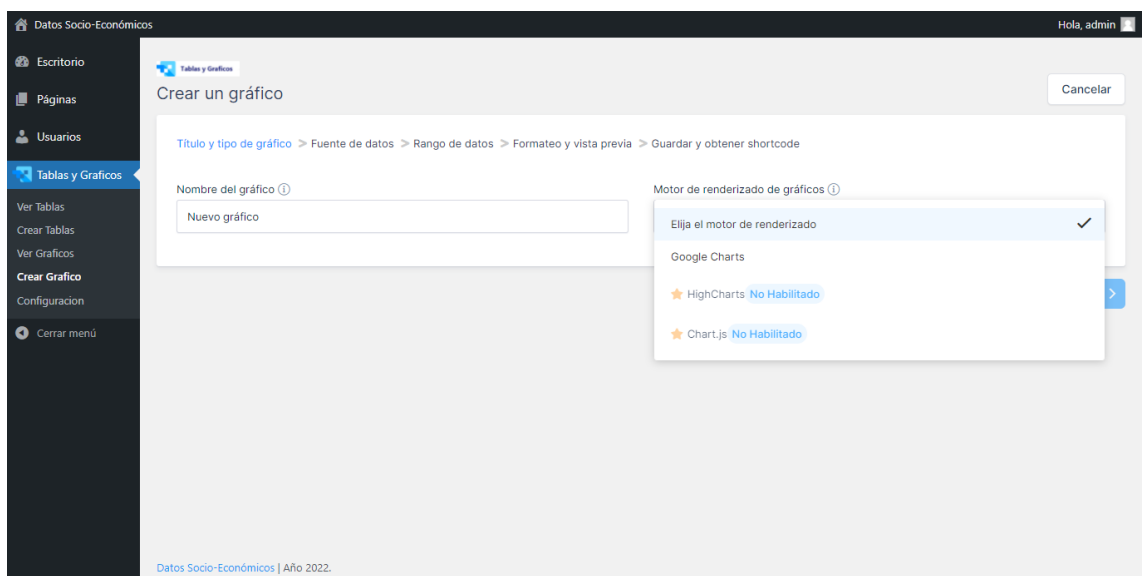 Datos Socio-Económicos
Hola, admin
Escritorio
Páginas
Usuarios
Tablas y Graficos
Ver Tablas
Crear Tablas
Ver Graficos
Crear Grafico
Configuracion
Cerrar menú
Tablas y Graficos
Crear un gráfico
Cancelar
Título y tipo de gráfico > Fuente de datos > Rango de datos > Formateo y vista previa > Guardar y obtener shortcode
Nombre del gráfico
Nuevo gráfico
Motor de renderizado de gráficos
Elija el motor de renderizado
Google Charts
HighCharts No Habilitado
Chart.js No Habilitado
Datos Socio-Económicos | Año 2022.